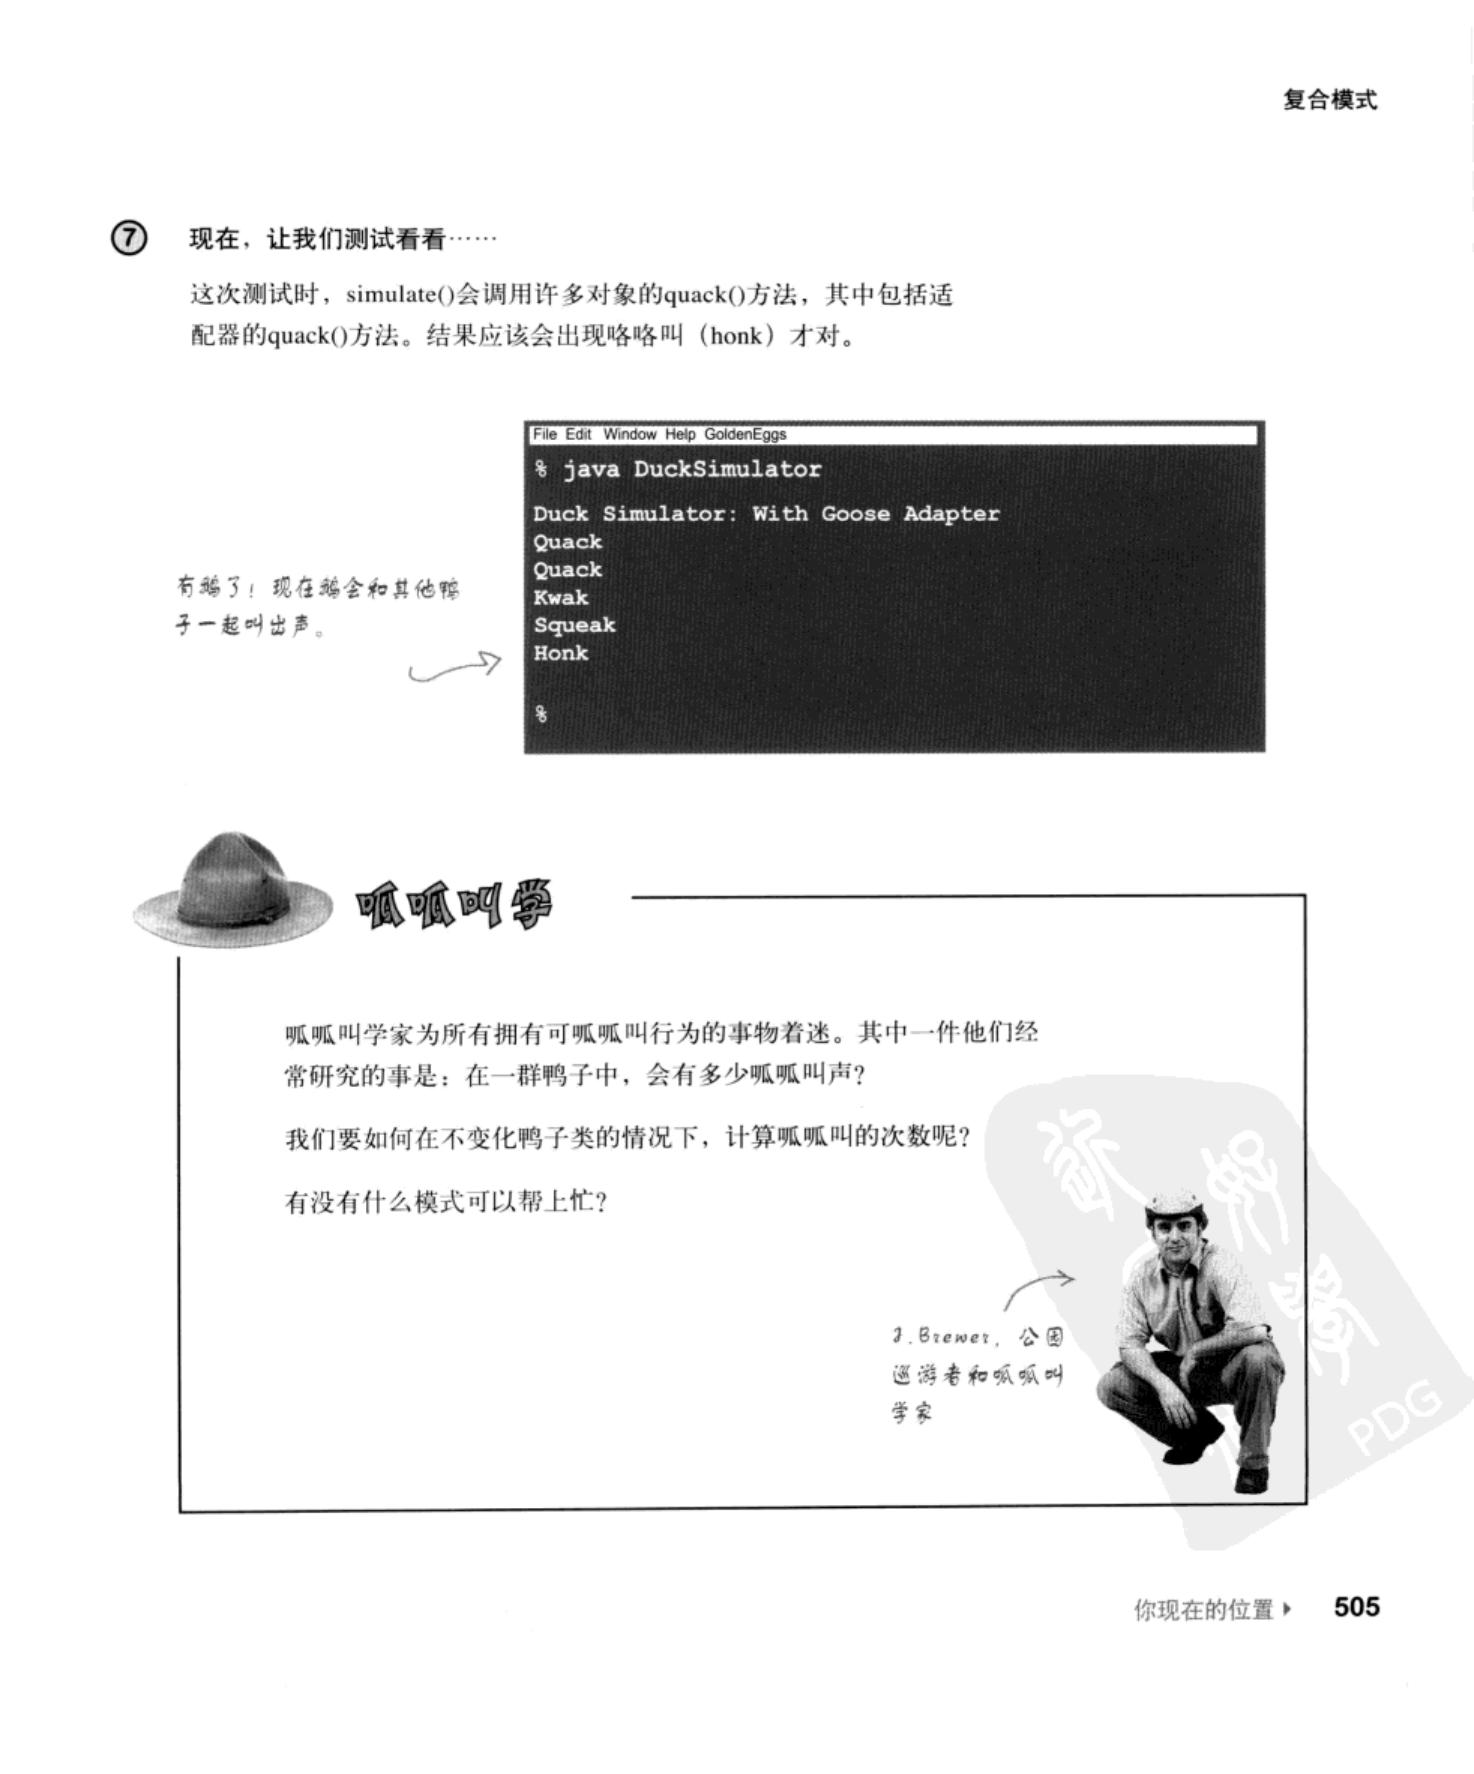 复合模式
7 现在，让我们测试看看……
这次测试时，simulate()会调用许多对象的quack()方法，其中包括适
配器的quack()方法。结果应该会出现咯咯叫（honk）才对。
File Edit Window Help GoldenEggs
% java DuckSimulator
Duck Simulator: With Goose Adapter
Quack
Quack
Kwak
Squeak
Honk
%
有鹅了！现在鹅会和其他鸭
子一起叫出声。
呱呱叫学
呱呱叫学家为所有拥有可呱呱叫行为的事物着迷。其中一件他们经
常研究的事是：在一群鸭子中，会有多少呱呱叫声？
我们要如何在不变化鸭子类的情况下，计算呱呱叫的次数呢？
有没有什么模式可以帮上忙？
J.Brewer，公园
巡游者和呱呱叫
学家
PDG
你现在的位置 ▸ 505